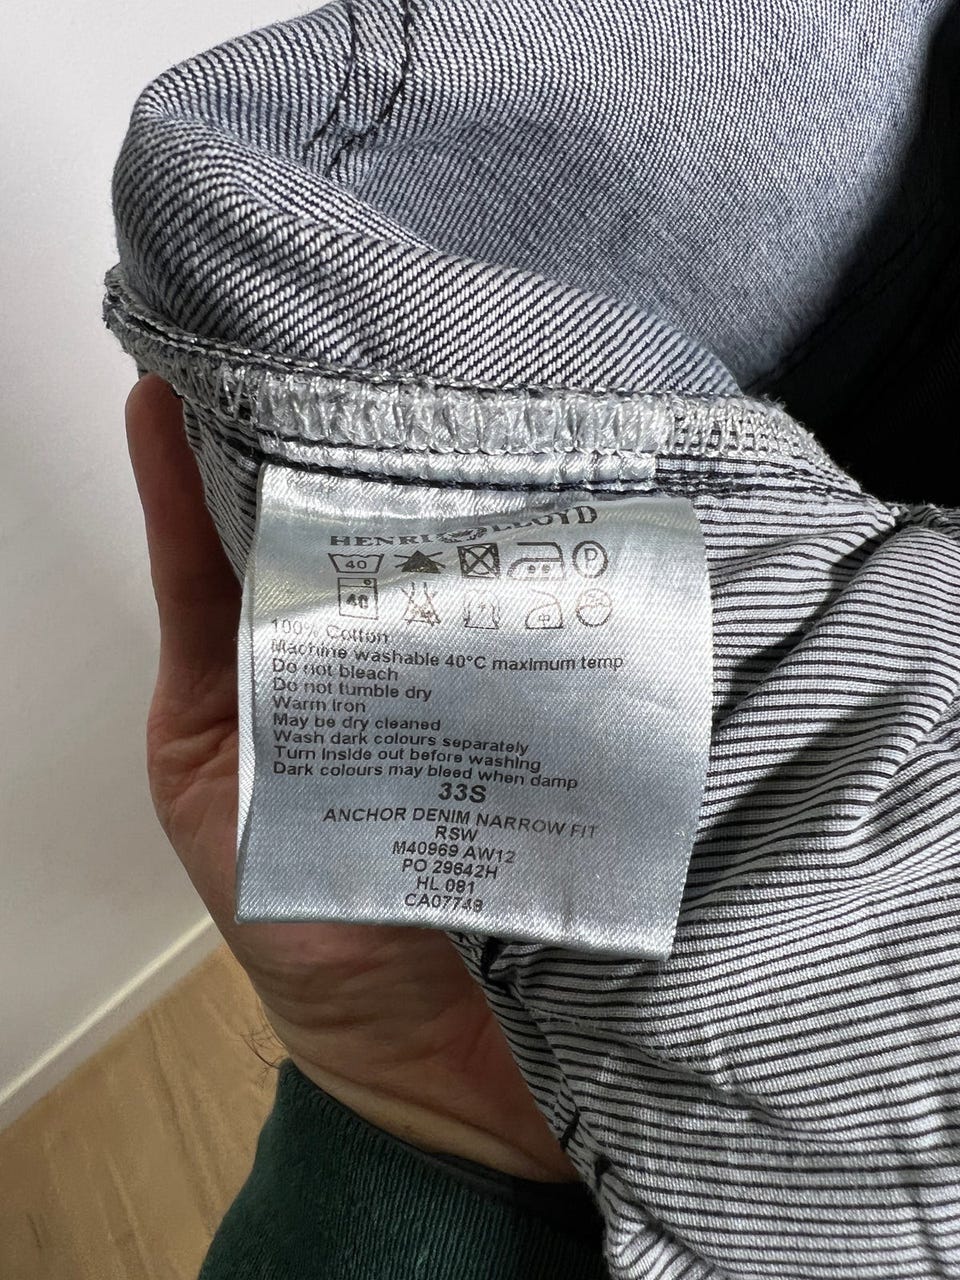 HENRI LLOYD
40 P
40
100% Cotton
Machine washable 40°C maximum temp
Do not bleach
Do not tumble dry
Warm Iron
May be dry cleaned
Wash dark colours separately
Turn Inside out before washing
Dark colours may bleed when damp
33S
ANCHOR DENIM NARROW FIT
RSW
M40969 AW12
PO 29642H
HL 081
CA07748